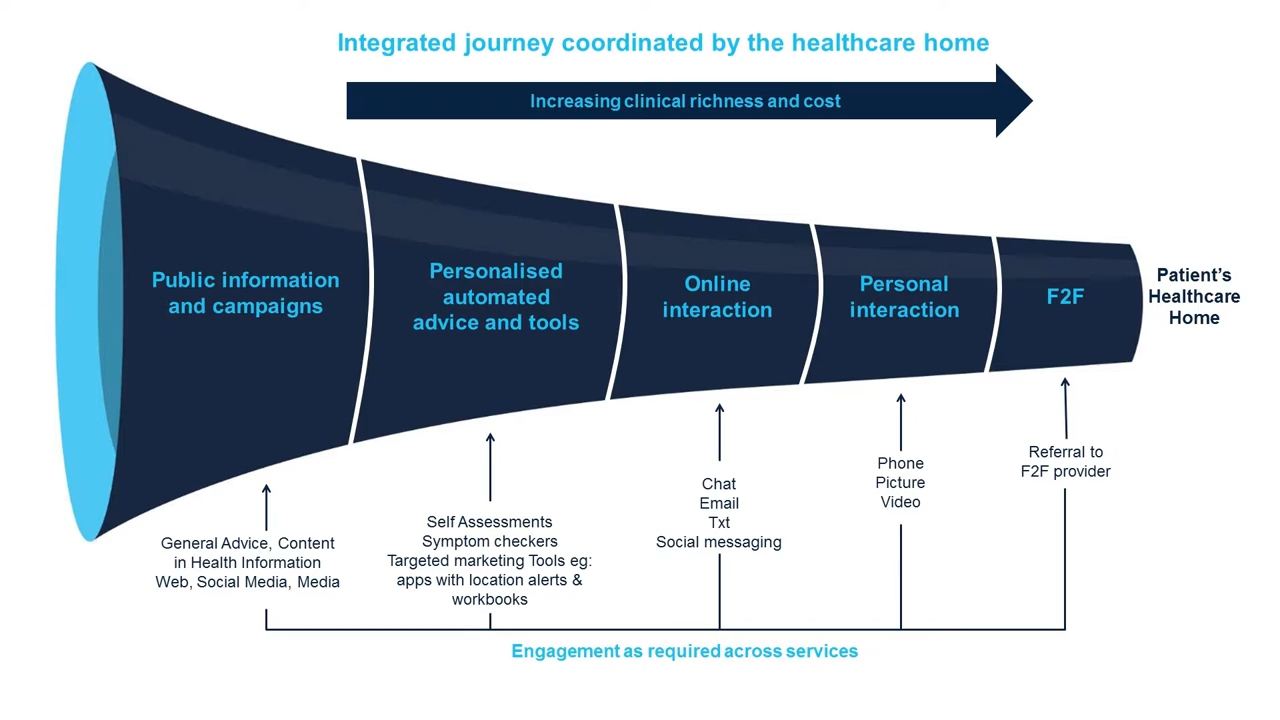 Integrated journey coordinated by the healthcare home
Increasing clinical richness and cost
Public information
and campaigns
Personalised
automated
advice and tools
Online
interaction
Personal
interaction
F2F
Patient’s
Healthcare
Home
General Advice, Content
in Health Information
Web, Social Media, Media
Self Assessments
Symptom checkers
Targeted marketing Tools eg:
apps with location alerts &
workbooks
Chat
Email
Txt
Social messaging
Phone
Picture
Video
Referral to
F2F provider
Engagement as required across services